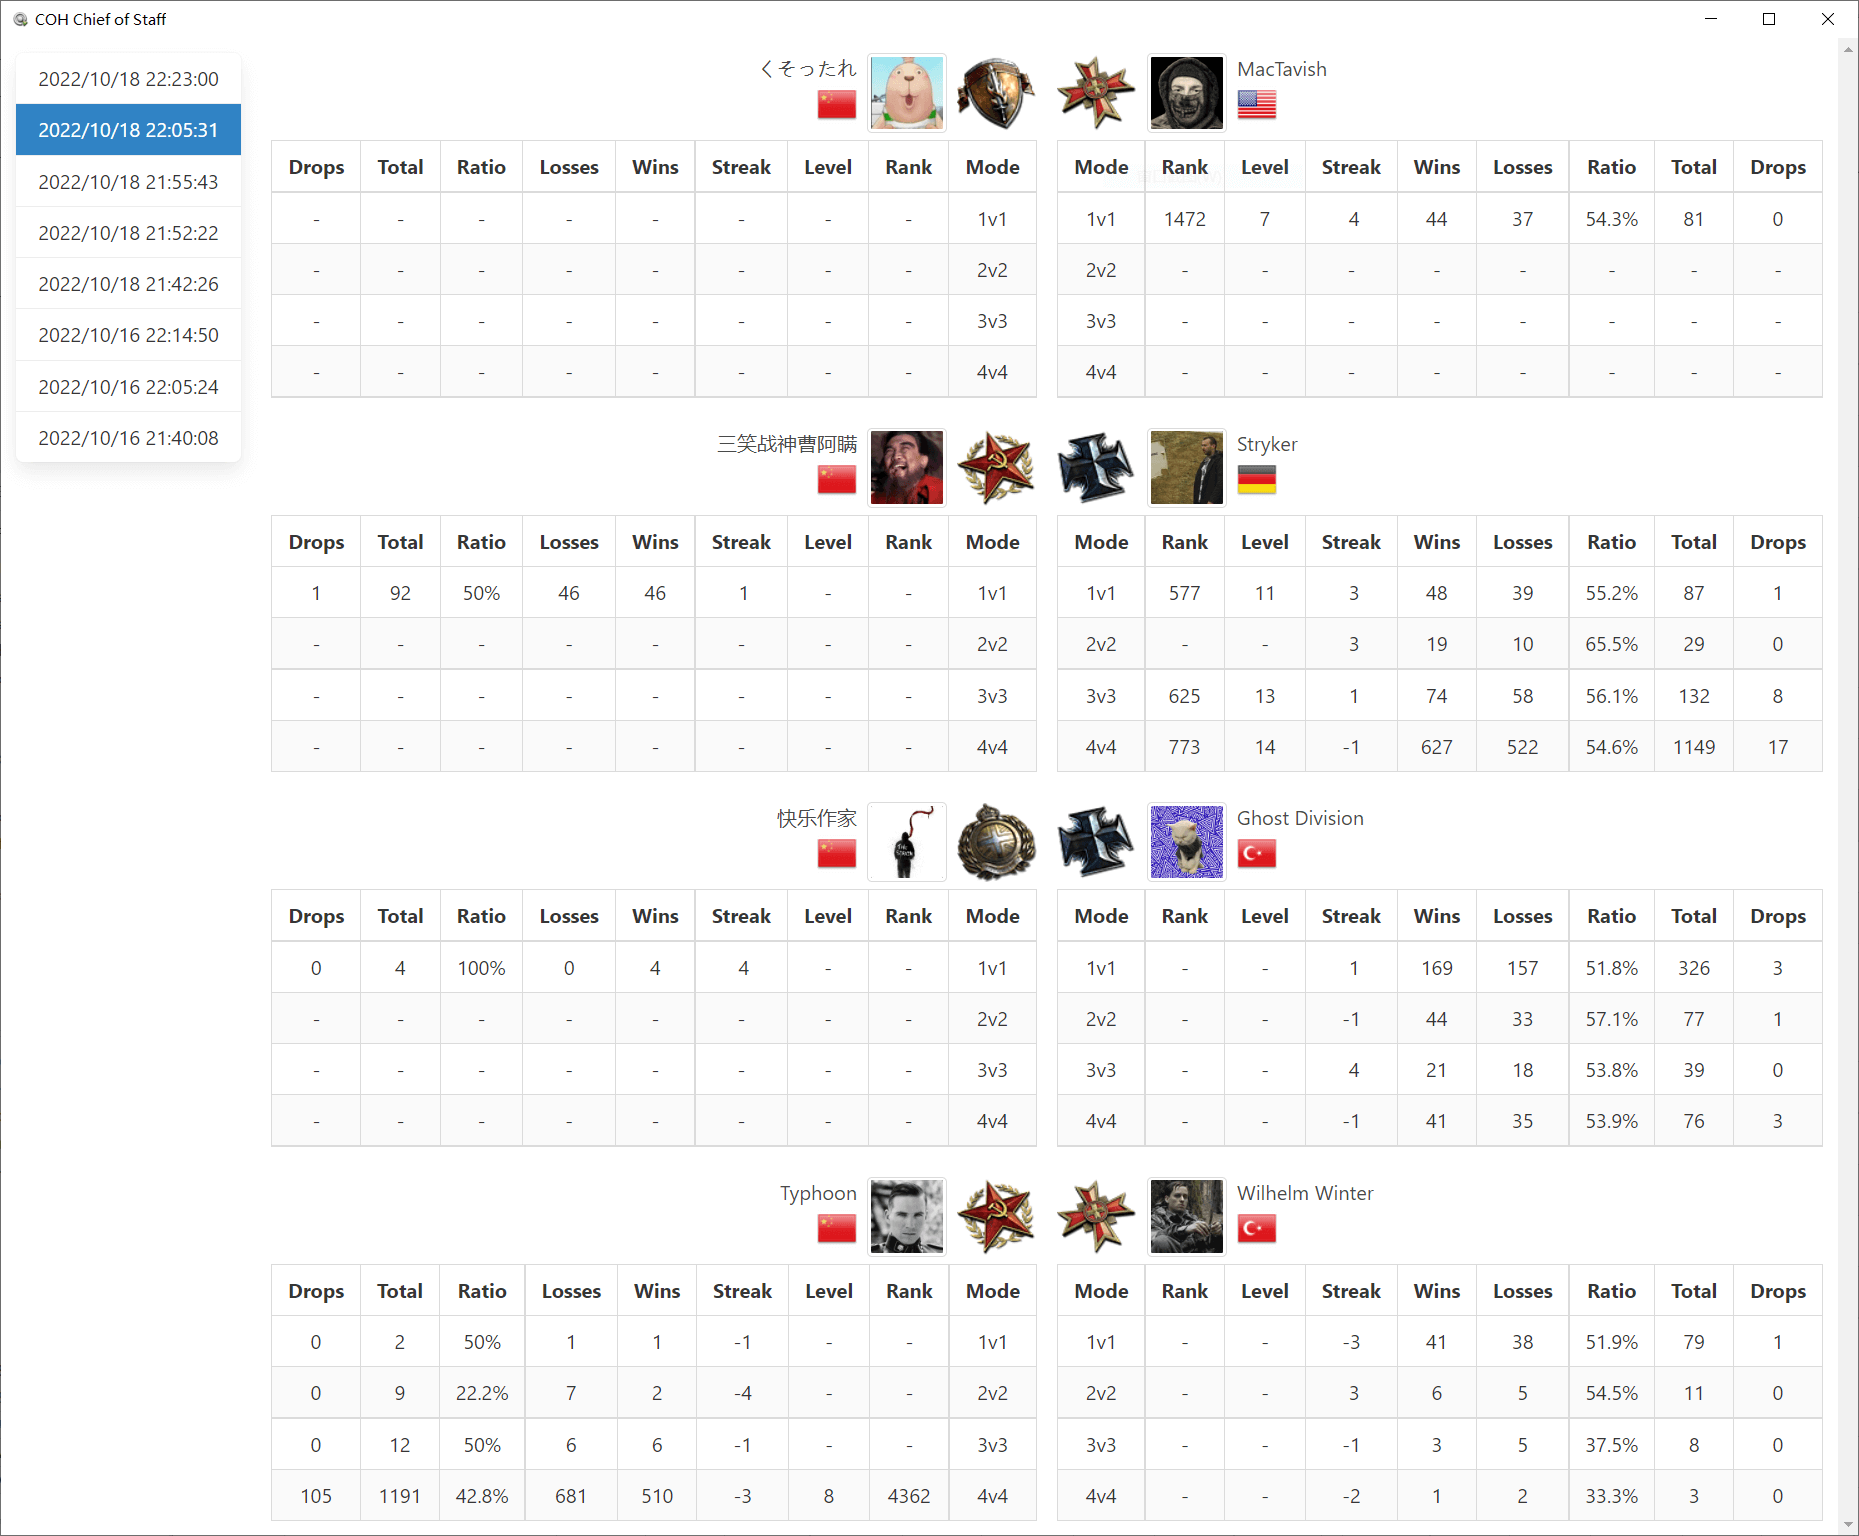 COH Chief of Staff
2022/10/18 22:23:00
2022/10/18 22:05:31
2022/10/18 21:55:43
2022/10/18 21:52:22
2022/10/18 21:42:26
2022/10/16 22:14:50
2022/10/16 22:05:24
2022/10/16 21:40:08
くそったれ
MacTavish
Drops Total Ratio Losses Wins Streak Level Rank Mode
- - - - - - - - 1v1
- - - - - - - - 2v2
- - - - - - - - 3v3
- - - - - - - - 4v4
Mode Rank Level Streak Wins Losses Ratio Total Drops
1v1 1472 7 4 44 37 54.3% 81 0
2v2 - - - - - - - -
3v3 - - - - - - - -
4v4 - - - - - - - -
三笑战神曹阿瞒
Stryker
Drops Total Ratio Losses Wins Streak Level Rank Mode
1 92 50% 46 46 1 - - 1v1
- - - - - - - - 2v2
- - - - - - - - 3v3
- - - - - - - - 4v4
Mode Rank Level Streak Wins Losses Ratio Total Drops
1v1 577 11 3 48 39 55.2% 87 1
2v2 - - 3 19 10 65.5% 29 0
3v3 625 13 1 74 58 56.1% 132 8
4v4 773 14 -1 627 522 54.6% 1149 17
快乐作家
Ghost Division
Drops Total Ratio Losses Wins Streak Level Rank Mode
0 4 100% 0 4 4 - - 1v1
- - - - - - - - 2v2
- - - - - - - - 3v3
- - - - - - - - 4v4
Mode Rank Level Streak Wins Losses Ratio Total Drops
1v1 - - 1 169 157 51.8% 326 3
2v2 - - -1 44 33 57.1% 77 1
3v3 - - 4 21 18 53.8% 39 0
4v4 - - -1 41 35 53.9% 76 3
Typhoon
Wilhelm Winter
Drops Total Ratio Losses Wins Streak Level Rank Mode
0 2 50% 1 1 -1 - - 1v1
0 9 22.2% 7 2 -4 - - 2v2
0 12 50% 6 6 -1 - - 3v3
105 1191 42.8% 681 510 -3 8 4362 4v4
Mode Rank Level Streak Wins Losses Ratio Total Drops
1v1 - - -3 41 38 51.9% 79 1
2v2 - - 3 6 5 54.5% 11 0
3v3 - - -1 3 5 37.5% 8 0
4v4 - - -2 1 2 33.3% 3 0